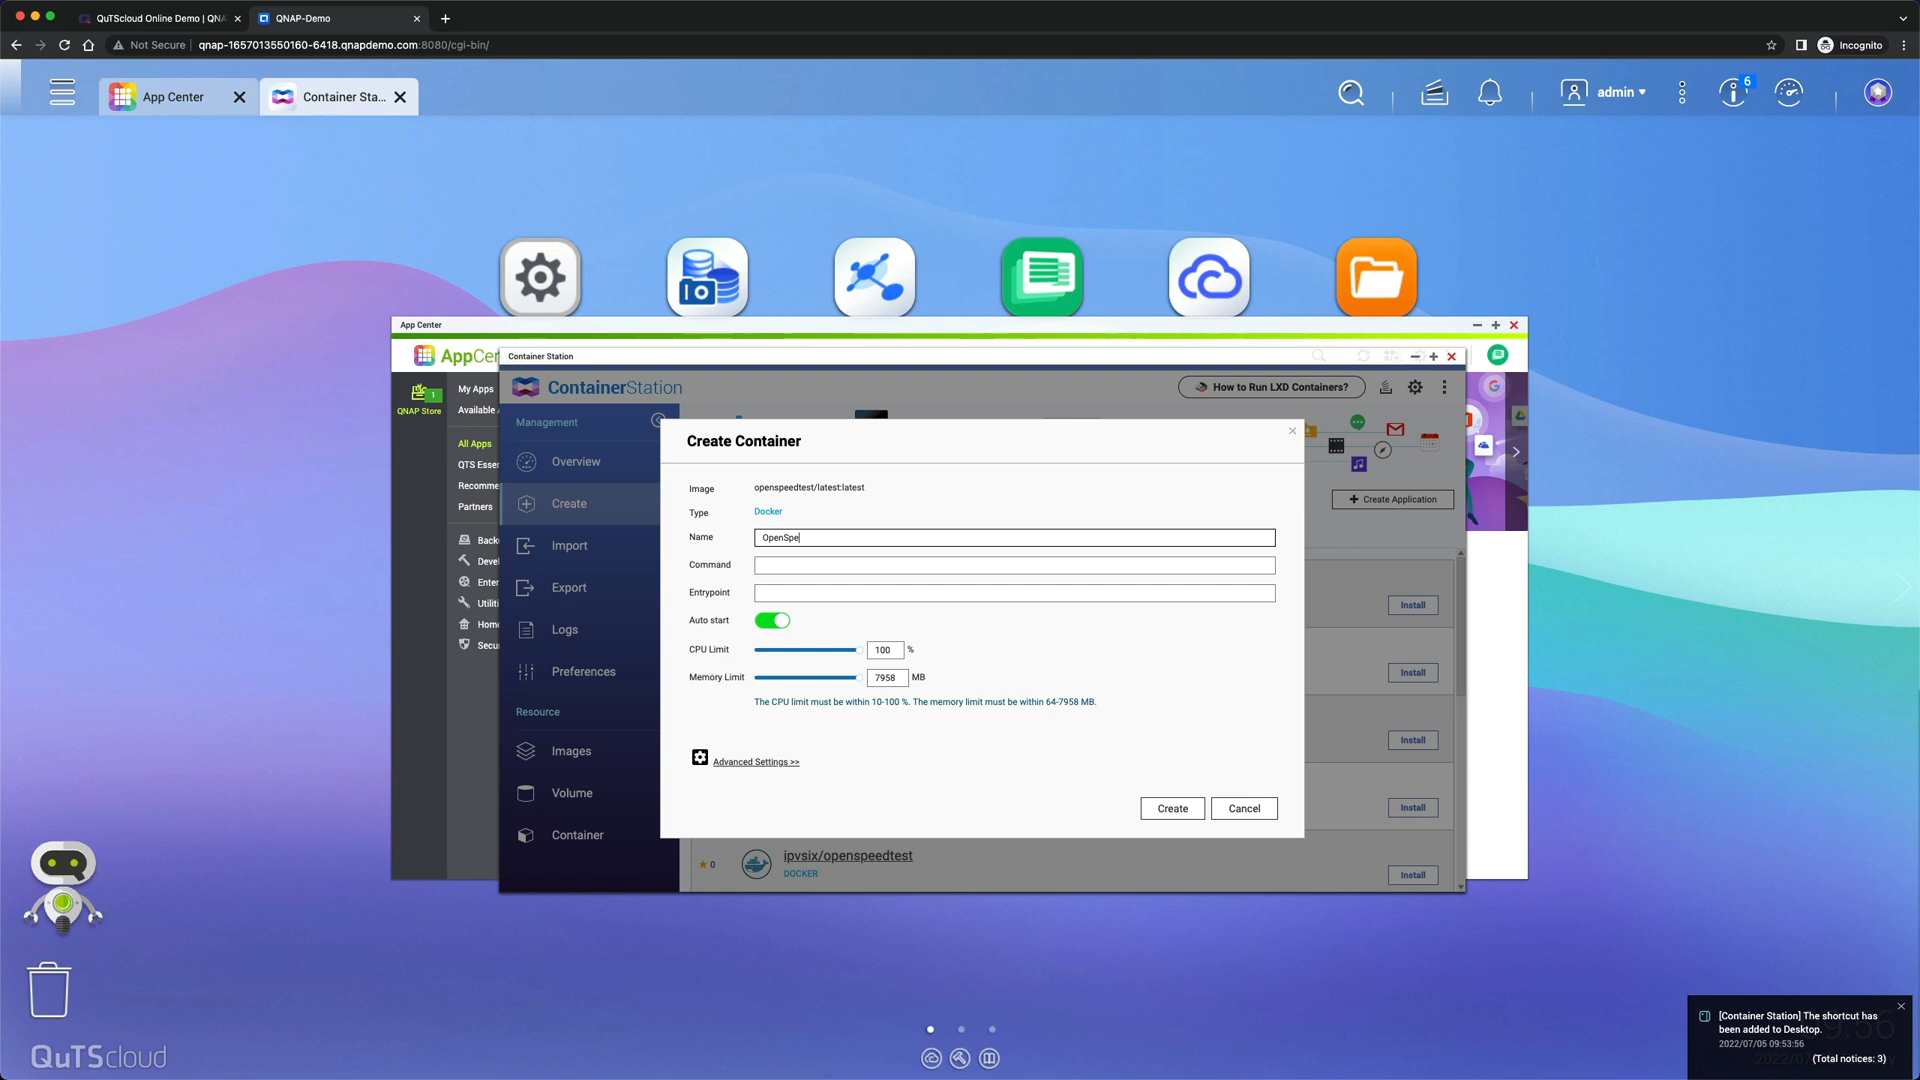 QuTScloud Online Demo | QNA
QNAP-Demo
Not Secure
qnap-1657013550160-6418.qnapdemo.com:8080/cgi-bin/
Incognito
App Center
Container Sta...
admin
6
App Center
AppCen
QNAP Store
1
My Apps
Available
All Apps
QTS Essen
Recomme
Partners
Back
Devel
Enter
Utiliti
Home
Secur
Container Station
ContainerStation
How to Run LXD Containers?
Management
Overview
Create
Import
Export
Logs
Preferences
Resource
Images
Volume
Container
Create Application
Install
Install
Install
Install
Install
Create Container
Image
openspeedtest/latest:latest
Type
Docker
Name
OpenSpe
Command
Entrypoint
Auto start
CPU Limit
100
%
Memory Limit
7958
MB
The CPU limit must be within 10-100 %. The memory limit must be within 64-7958 MB.
Advanced Settings >>
Create
Cancel
0
ipvsix/openspeedtest
DOCKER
QuTScloud
[Container Station] The shortcut has
been added to Desktop.
2022/07/05 09:53:56
(Total notices: 3)